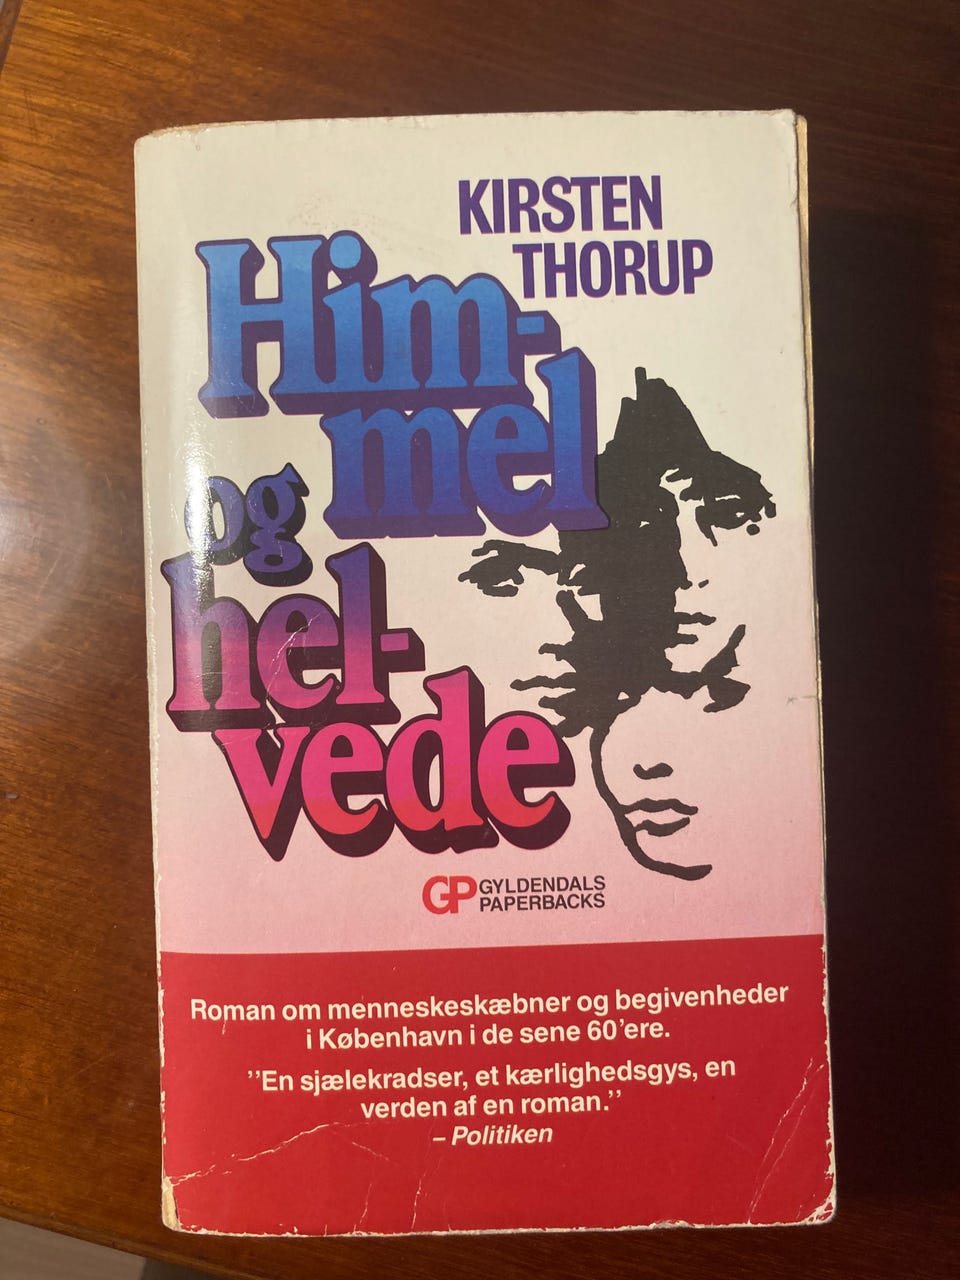 KIRSTEN
THORUP
Him-
mel
og
hel-
vede
GP GYLDENDALS
PAPERBACKS
Roman om menneskeskæbner og begivenheder
i København i de sene 60'ere.
"En sjælekradser, et kærlighedsgys, en
verden af en roman."
– Politiken